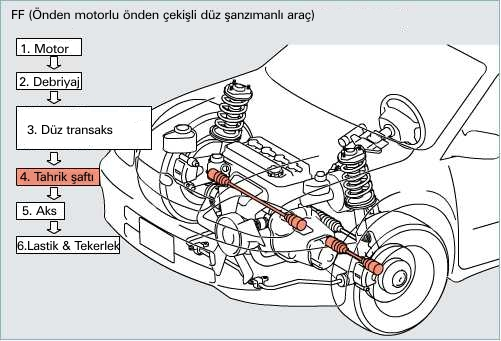 FF (Önden motorlu önden çekişli düz şanzımanlı araç)
1. Motor
2. Debriyaj
3. Düz transaks
4. Tahrik şaftı
5. Aks
6.Lastik & Tekerlek